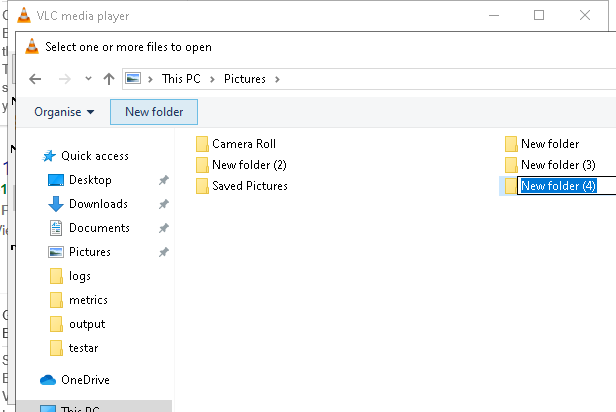 VLC media player
Select one or more files to open
This PC > Pictures >
Organise New folder
Camera Roll New folder
New folder (2) New folder (3)
Saved Pictures New folder (4)
Quick access
Desktop
Downloads
Documents
Pictures
logs
metrics
output
testar
OneDrive
This PC